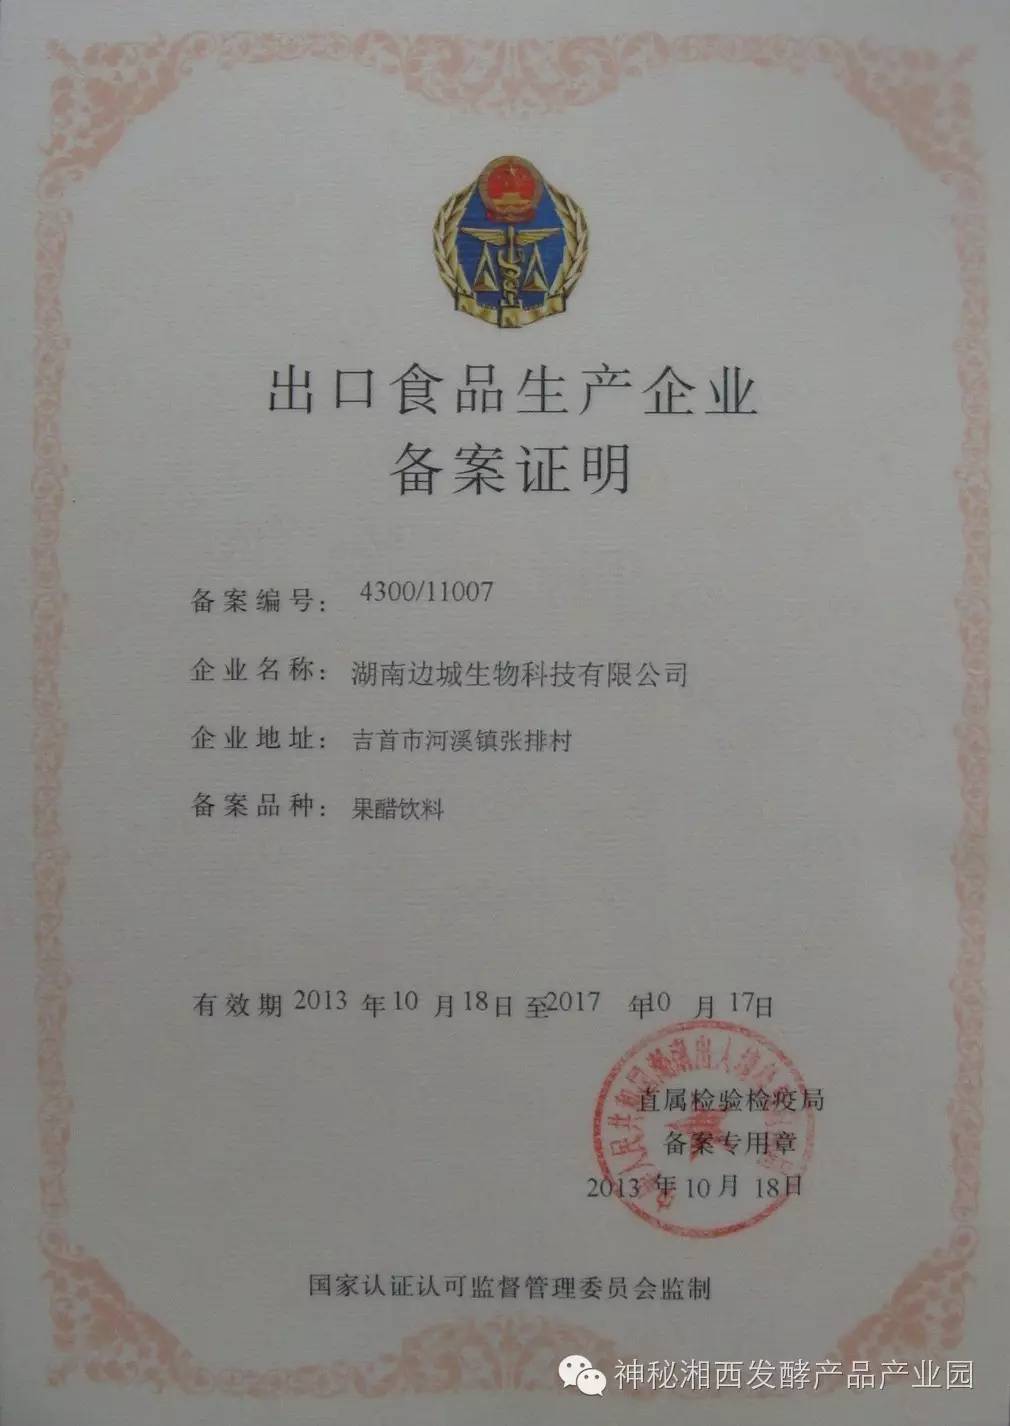 出口食品生产企业
备案证明
备案编号： 4300/11007
企业名称： 湖南边城生物科技有限公司
企业地址： 吉首市河溪镇张排村
备案品种： 果醋饮料
有效期 2013 年 10 月 18 日 至 2017 年 10 月 17 日
直属检验检疫局
备案专用章
2013 年 10 月 18 日
国家认证认可监督管理委员会监制
神秘湘西发酵产品产业园